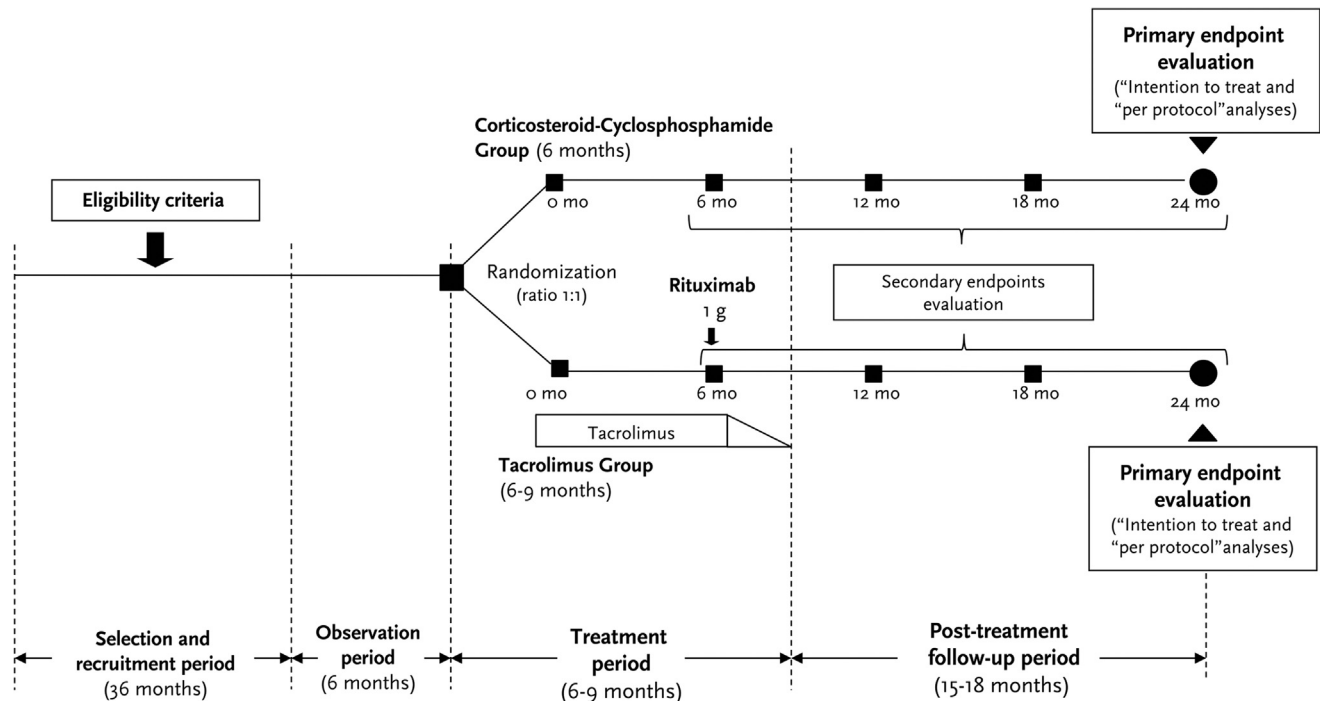 Primary endpoint
evaluation
("Intention to treat and
"per protocol"analyses)
Corticosteroid-Cyclosphosphamide
Group (6 months)
Eligibility criteria
0 mo
6 mo
12 mo
18 mo
24 mo
Randomization
(ratio 1:1)
Rituximab
1 g
Secondary endpoints
evaluation
0 mo
6 mo
12 mo
18 mo
24 mo
Tacrolimus
Tacrolimus Group
(6-9 months)
Primary endpoint
evaluation
("Intention to treat and
"per protocol"analyses)
Selection and
recruitment period
(36 months)
Observation
period
(6 months)
Treatment
period
(6-9 months)
Post-treatment
follow-up period
(15-18 months)